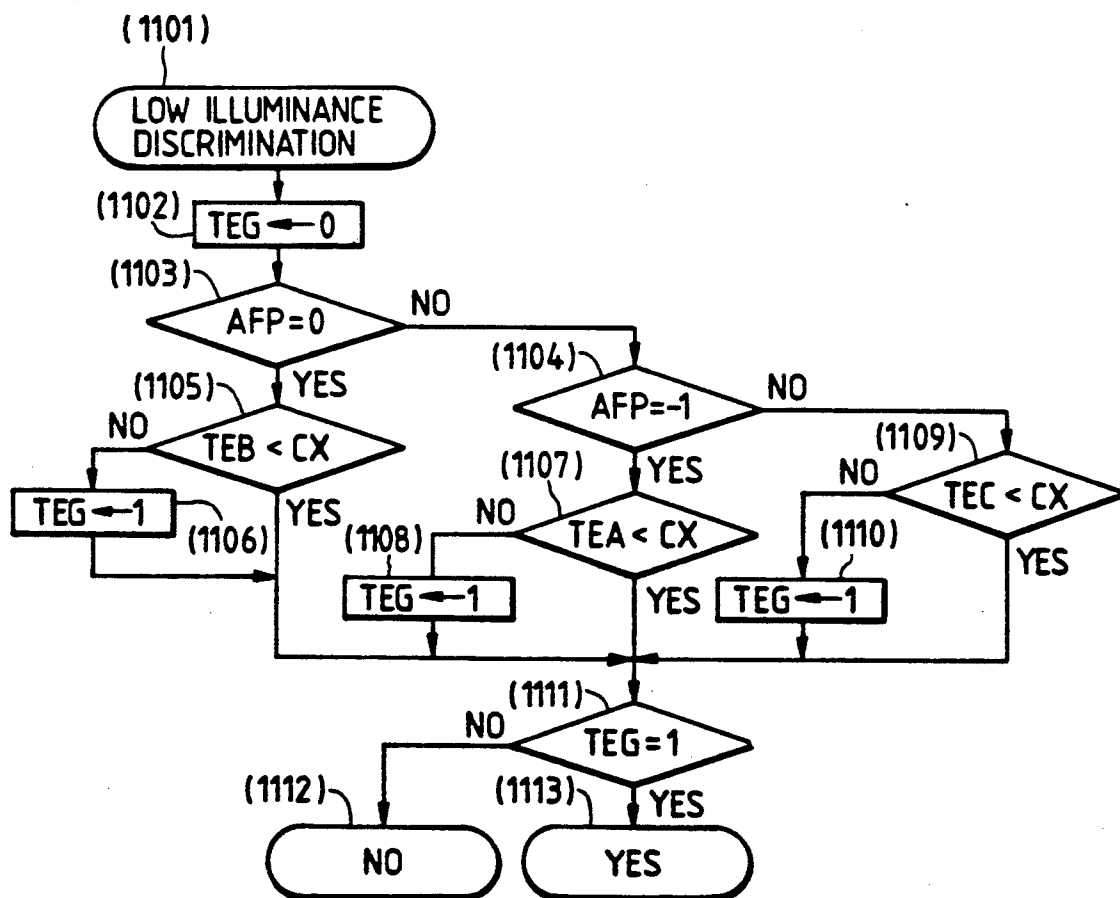 (1101)
LOW ILLUMINANCE
DISCRIMINATION
(1102)
TEG ← 0
(1103)
AFP=0
NO
YES
(1104)
AFP=-1
NO
YES
(1105)
NO
TEB < CX
YES
TEG ← 1
(1106)
(1107)
NO
TEA < CX
YES
(1108)
TEG ← 1
(1109)
NO
TEC < CX
YES
(1110)
TEG ← 1
(1111)
NO
TEG=1
YES
(1112)
NO
(1113)
YES